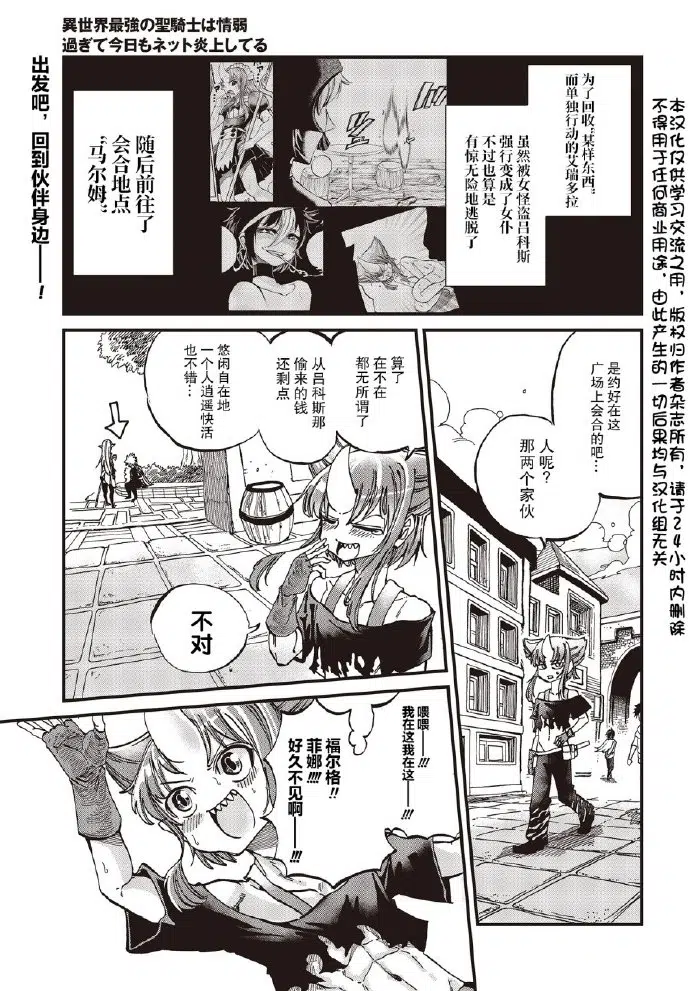 異世界最強の聖騎士は情弱
過ぎて今日もネット炎上してる
本汉化仅供学习交流之用，版权归作者杂志所有，请于24小时内删除
不得用于任何商业用途，由此产生的一切后果均与汉化组无关
为了回收“某样东西”
而单独行动的艾瑞多拉
虽然被女怪盗吕科斯
强行变成了女仆
不过也算是
有惊无险地逃脱了
随后前往了
会合地点
“马尔姆”
出发吧，回到伙伴身边——！
是约好在这
广场上会合的吧…
人呢?
那两个家伙
算了
在不在
都无所谓了
从吕科斯那
偷来的钱
还剩点
悠闲自在地
一个人逍遥快活
也不错…
不对
喂喂——!!
我在这我在这——!!!
福尔格!!
菲娜!!!!
好久不见啊——!!!